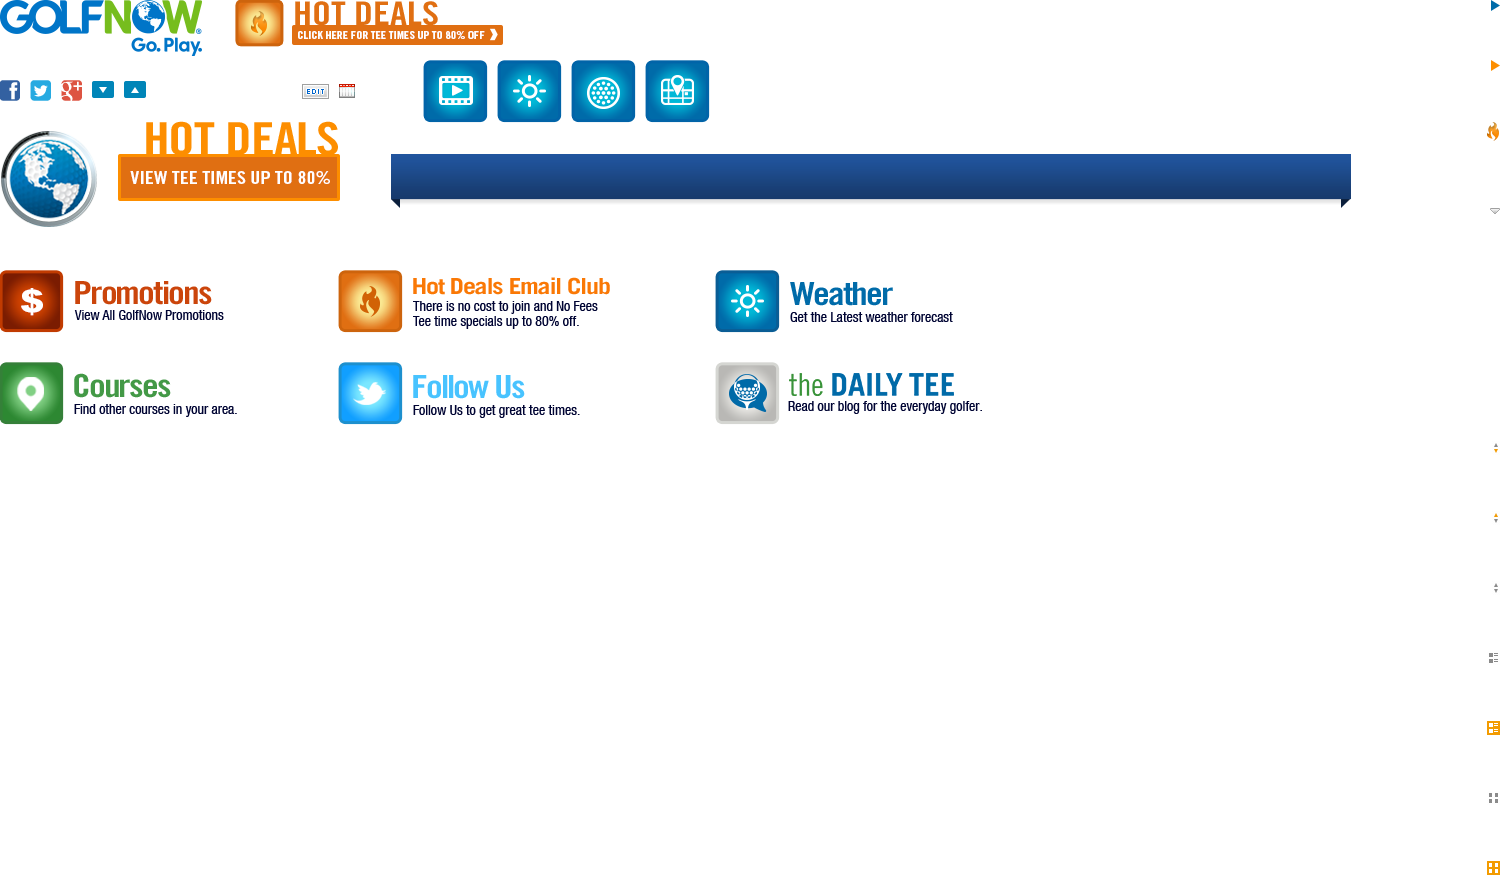 GOLFNOW®
Go. Play.
HOT DEALS
CLICK HERE FOR TEE TIMES UP TO 80% OFF
EDIT
HOT DEALS
VIEW TEE TIMES UP TO 80%
Promotions
View All GolfNow Promotions
Hot Deals Email Club
There is no cost to join and No Fees
Tee time specials up to 80% off.
Weather
Get the Latest weather forecast
Courses
Find other courses in your area.
Follow Us
Follow Us to get great tee times.
the DAILY TEE
Read our blog for the everyday golfer.